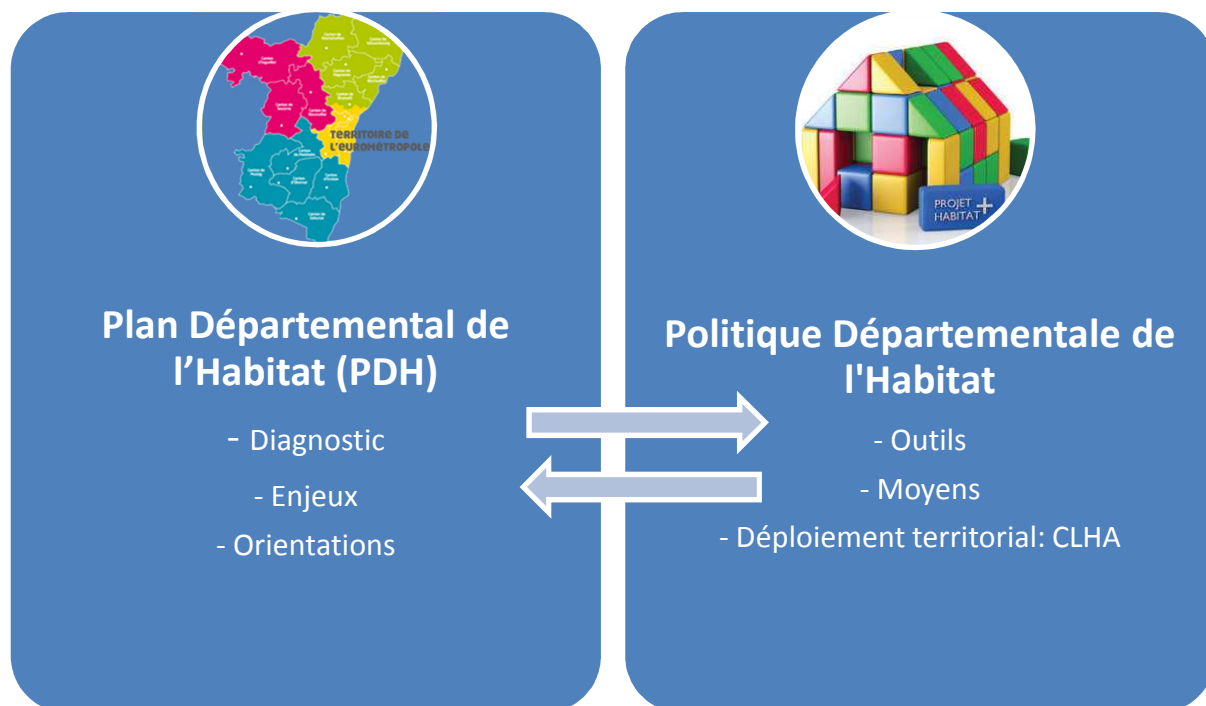 TERRITOIRE DE
L'EUROMÉTROPOLE
Plan Départemental de
l'Habitat (PDH)
- Diagnostic
- Enjeux
- Orientations
PROJET
HABITAT +
Politique Départementale de
l'Habitat
- Outils
- Moyens
- Déploiement territorial: CLHA